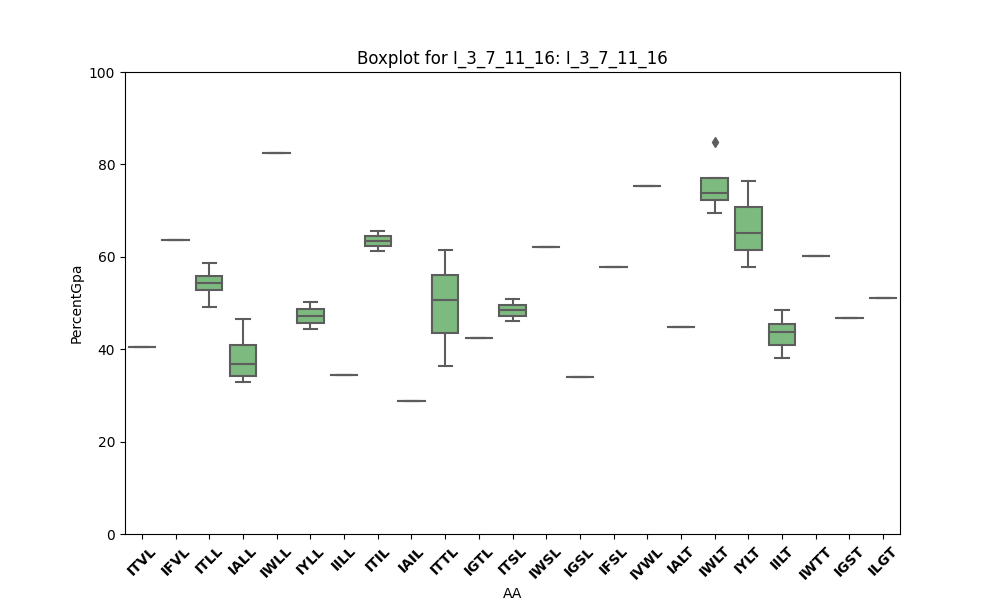 Boxplot for I_3_7_11_16: I_3_7_11_16
100
80
60
40
20
0
PercentGpa
ITVL IFVL ITLL IALL IWLL IYLL IILL ITIL IAIL ITTL IGTL ITSL IWSL IGSL IFSL IVWL IALT IWLT IYLT IILT IWTT IGST ILGT
AA